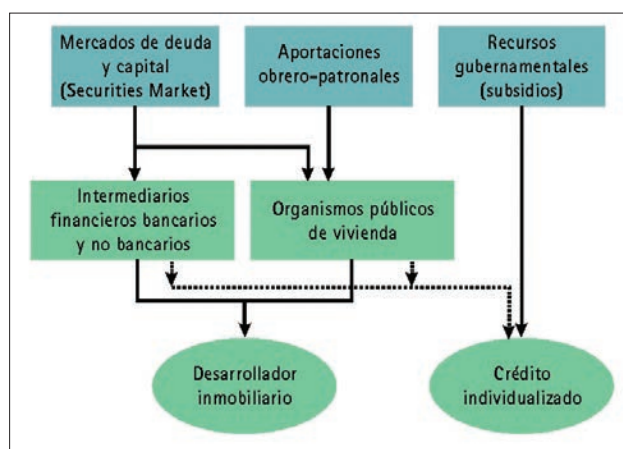 Mercados de deuda
y capital
(Securities Market)
Aportaciones
obrero-patronales
Recursos
gubernamentales
(subsidios)
Intermediarios
financieros bancarios
y no bancarios
Organismos públicos
de vivienda
Desarrollador
inmobiliario
Crédito
individualizado